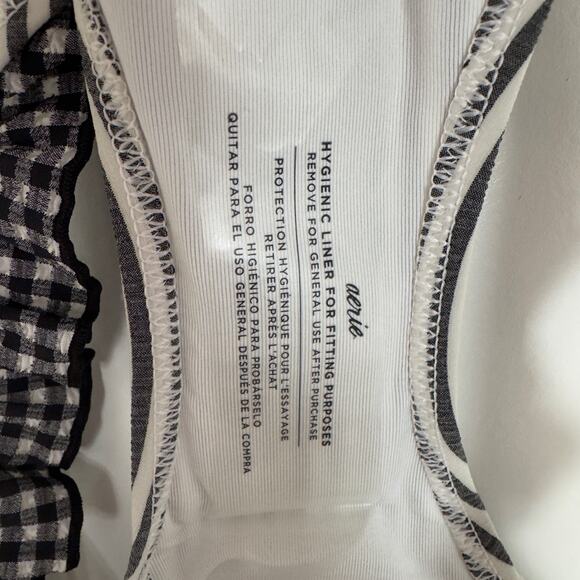 aerie
HYGIENIC LINER FOR FITTING PURPOSES
REMOVE FOR GENERAL USE AFTER PURCHASE
PROTECTION HYGIÉNIQUE POUR L'ESSAYAGE
RETIRER APRÈS L'ACHAT
FORRO HIGIÉNICO PARA PROBÁRSELO
QUITAR PARA EL USO GENERAL DESPUÉS DE LA COMPRA